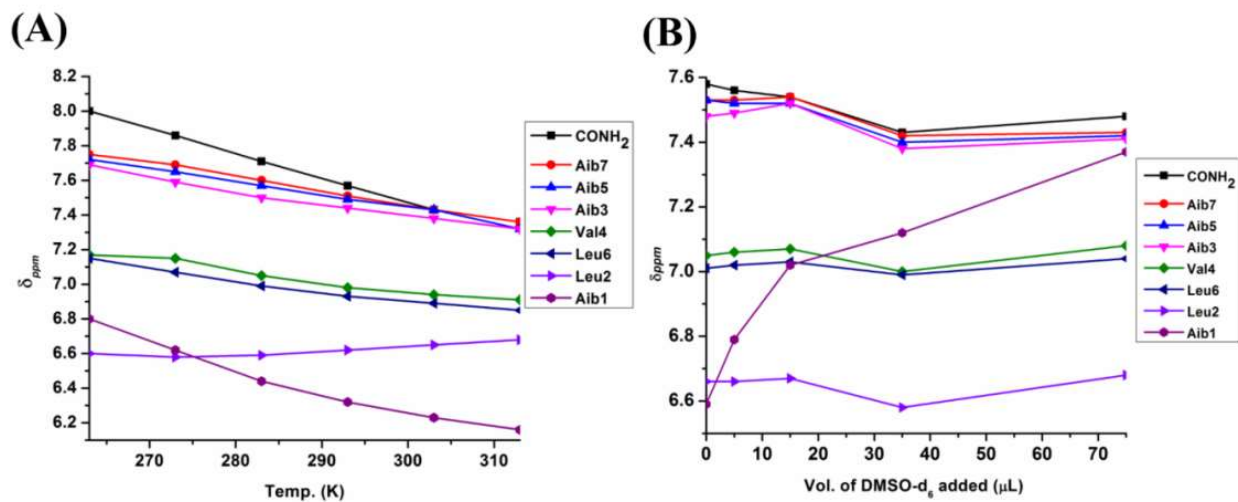 (A)
8.2
8.0
7.8
7.6
7.4
7.2
7.0
6.8
6.6
6.4
6.2
δppm
270 280 290 300 310
Temp. (K)
CONH2
Aib7
Aib5
Aib3
Val4
Leu6
Leu2
Aib1
(B)
7.6
7.4
7.2
7.0
6.8
6.6
δppm
0 10 20 30 40 50 60 70
Vol. of DMSO-d6 added (μL)
CONH2
Aib7
Aib5
Aib3
Val4
Leu6
Leu2
Aib1